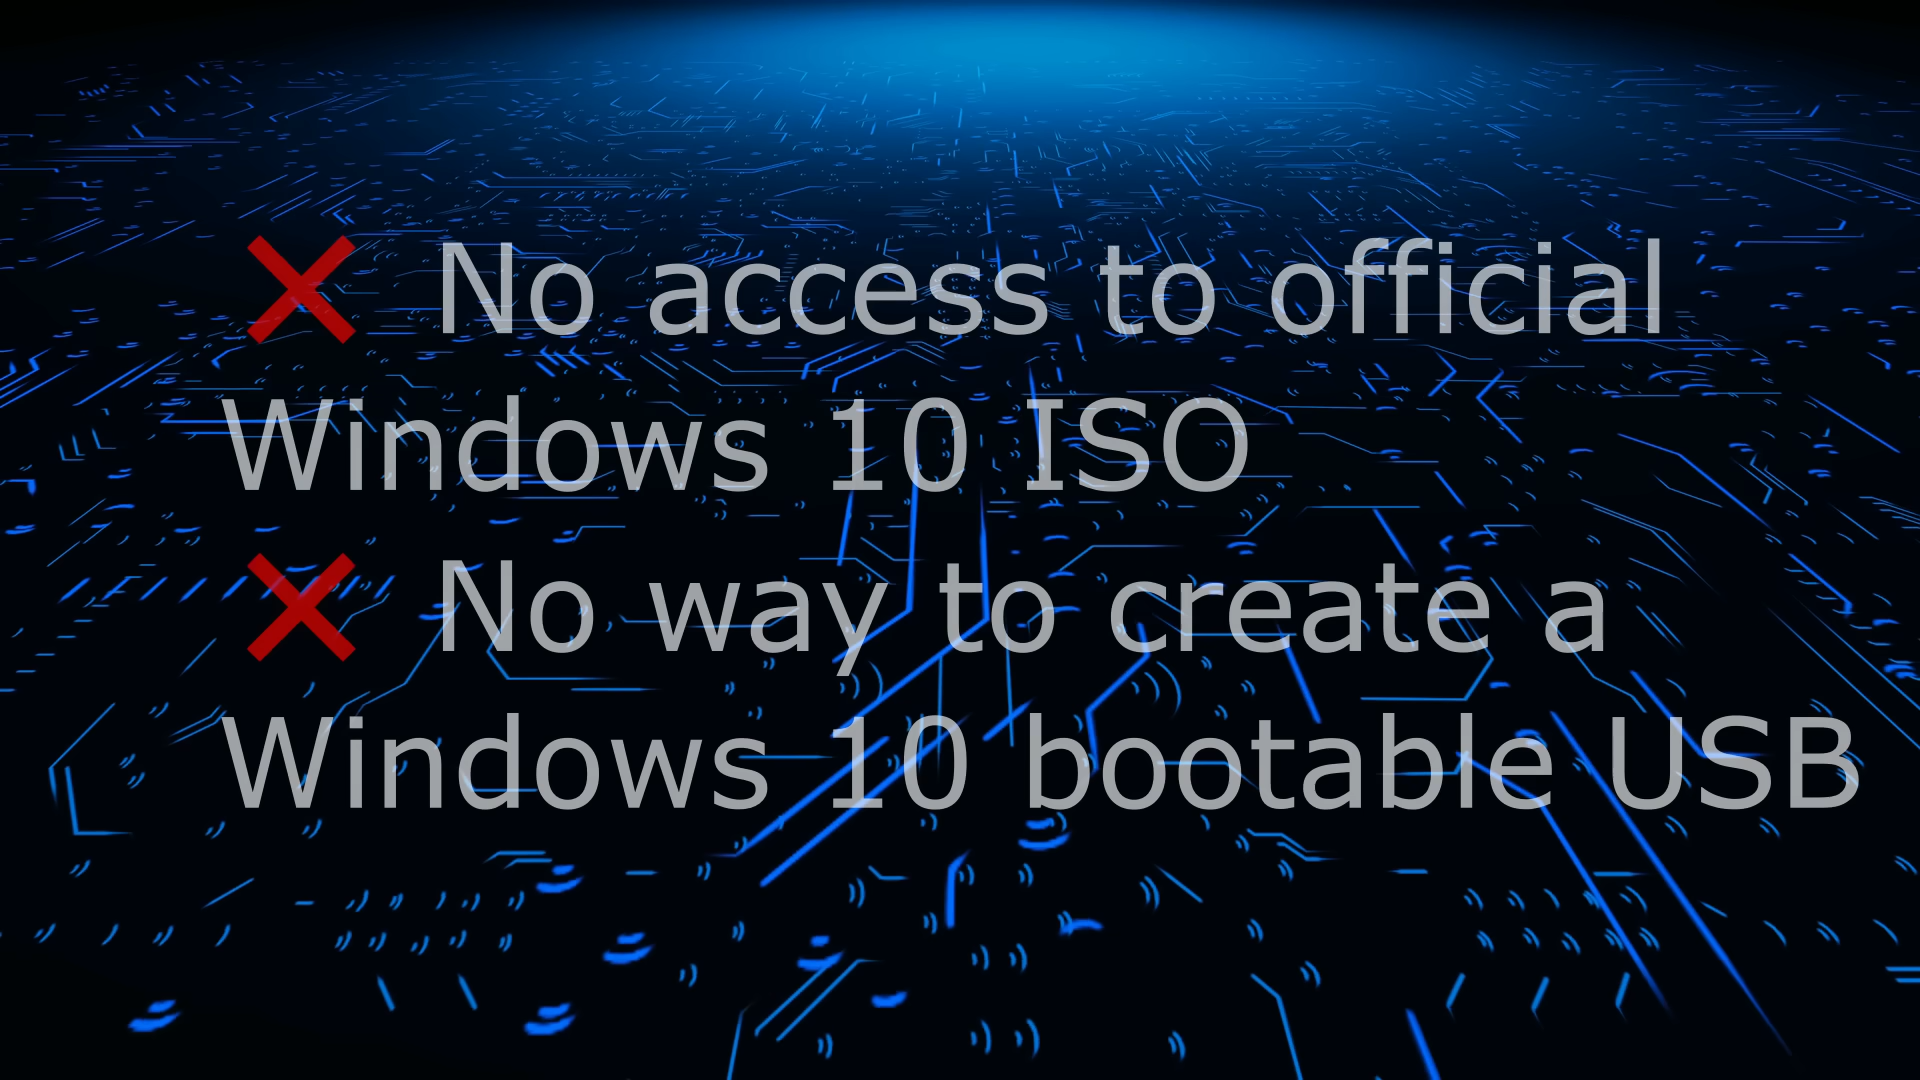 ❌ No access to official
Windows 10 ISO
❌ No way to create a
Windows 10 bootable USB